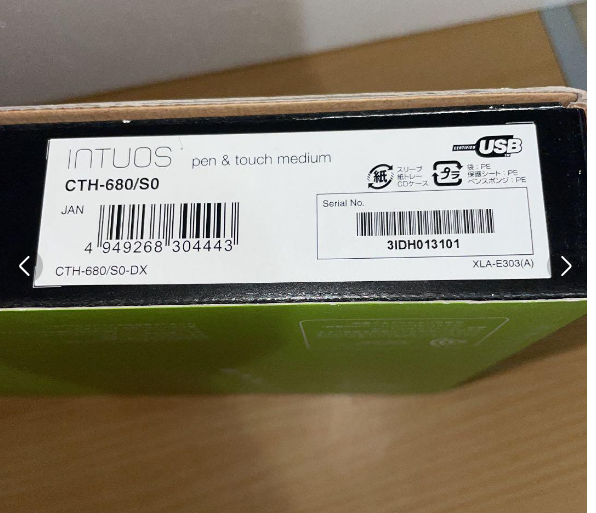 INTUOS pen & touch medium
CTH-680/S0
JAN
4 949268 304443
CTH-680/S0-DX
CERTIFIED USB
紙
スリーブ
紙トレー
CDケース
プラ
袋:PE
保護シート:PE
ペンスポンジ:PE
Serial No.
3IDH013101
XLA-E303(A)